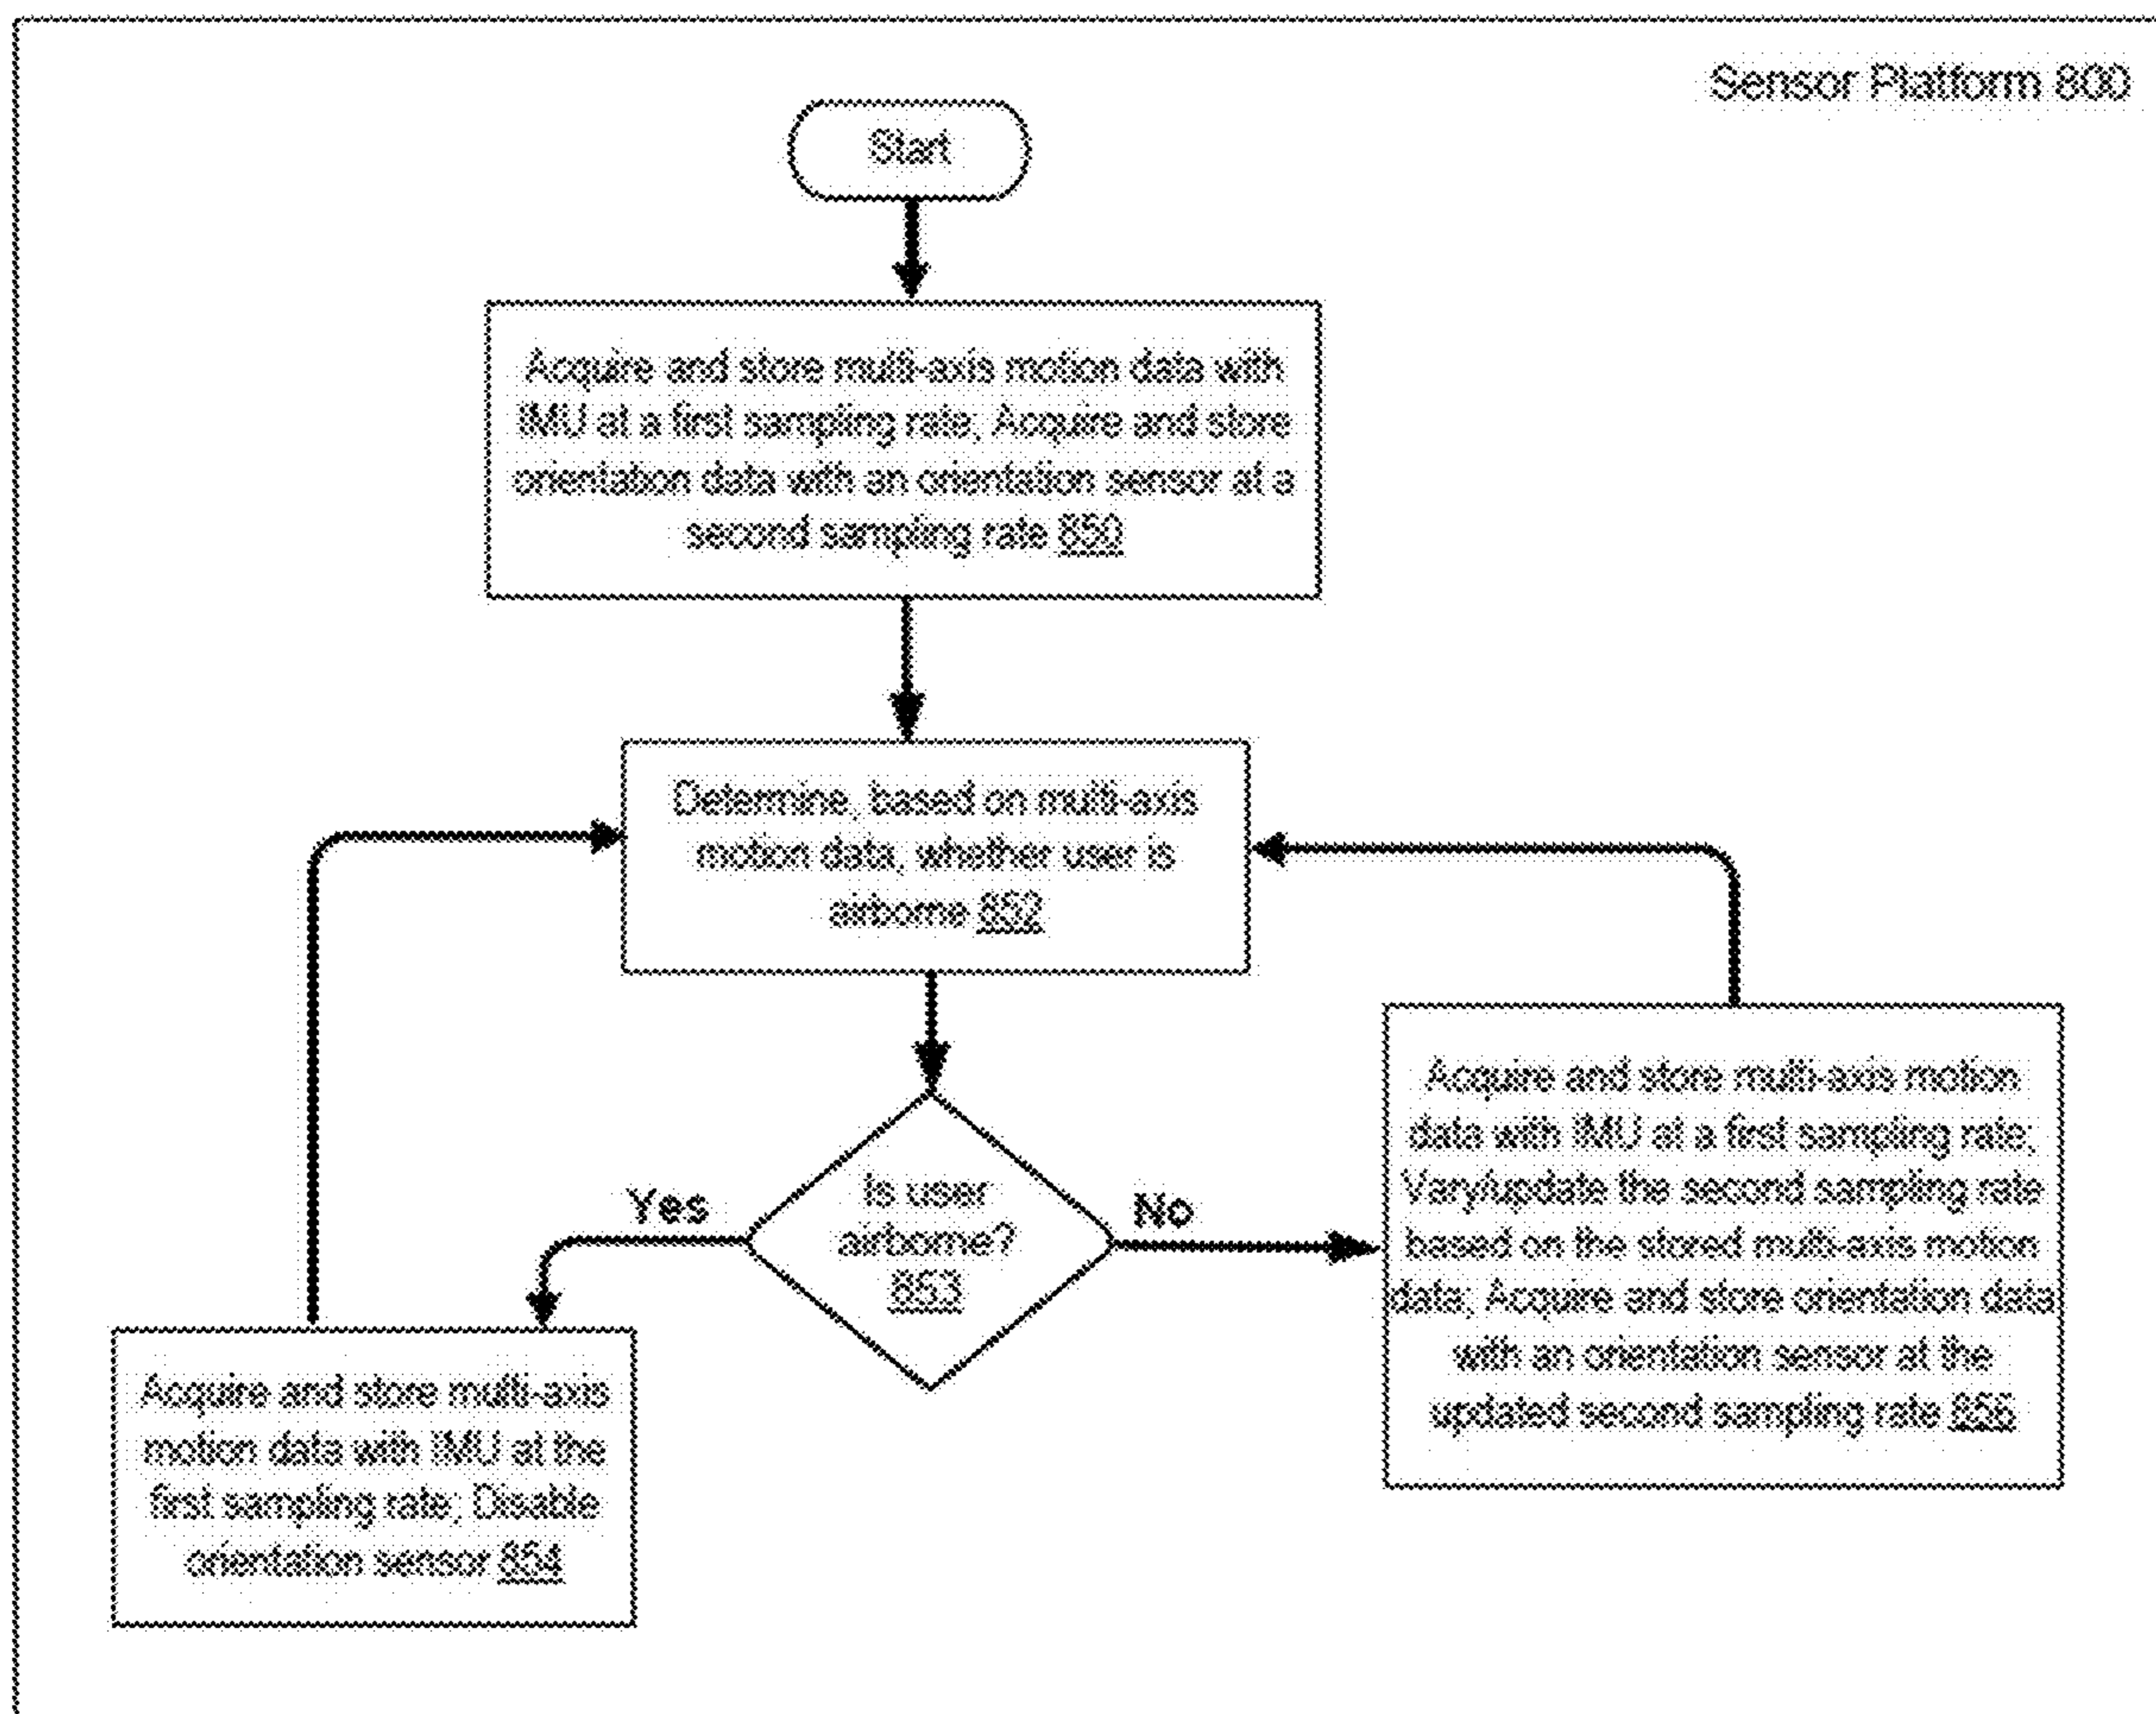 Sensor Platform 800
Start
Acquire and store multi-axis motion data with
IMU at a first sampling rate; Acquire and store
orientation data with an orientation sensor at a
second sampling rate 850
Determine, based on multi-axis
motion data, whether user is
airborne 852
Is user
airborne?
853
Yes
No
Acquire and store multi-axis
motion data with IMU at the
first sampling rate; Disable
orientation sensor 854
Acquire and store multi-axis motion
data with IMU at a first sampling rate;
Vary/update the second sampling rate
based on the stored multi-axis motion
data; Acquire and store orientation data
with an orientation sensor at the
updated second sampling rate